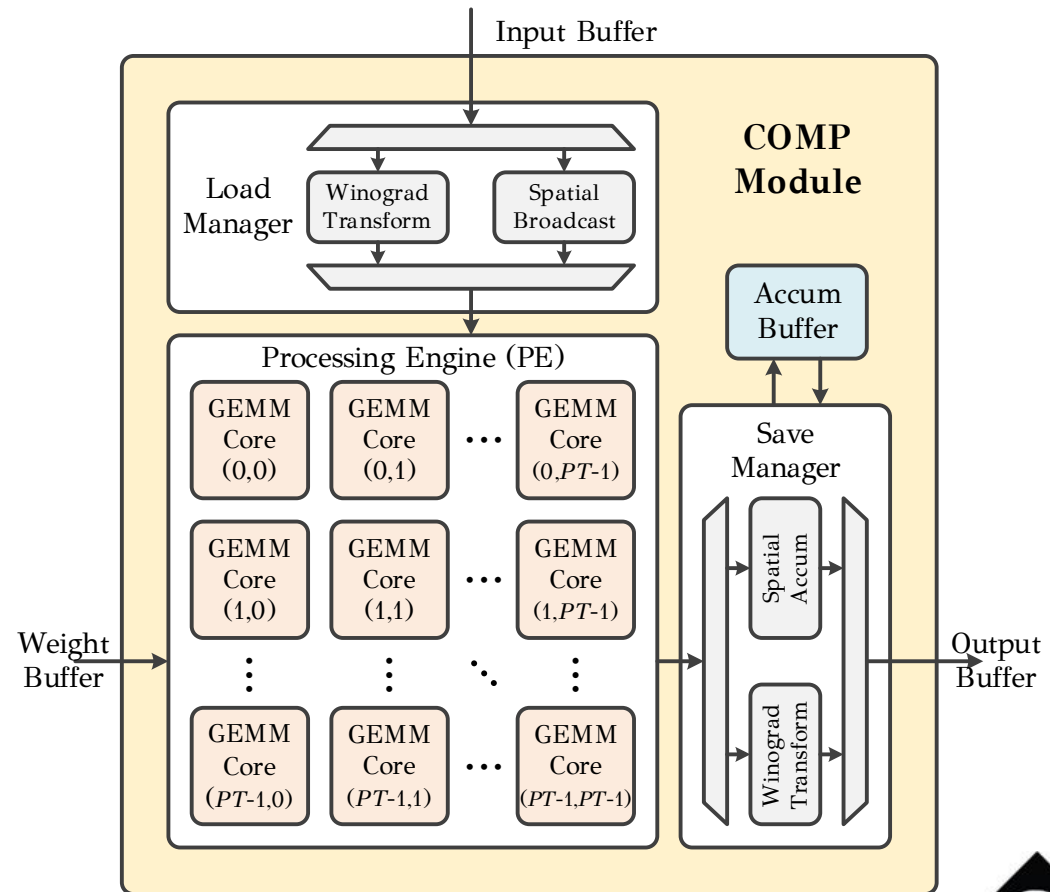 Input Buffer
COMP
Module
Load
Manager
Winograd
Transform
Spatial
Broadcast
Accum
Buffer
Processing Engine (PE)
GEMM
Core
(0,0)
GEMM
Core
(0,1)
...
GEMM
Core
(0,PT-1)
GEMM
Core
(1,0)
GEMM
Core
(1,1)
...
GEMM
Core
(1,PT-1)
GEMM
Core
(PT-1,0)
GEMM
Core
(PT-1,1)
...
GEMM
Core
(PT-1,PT-1)
Save
Manager
Spatial
Accum
Winograd
Transform
Weight
Buffer
Output
Buffer